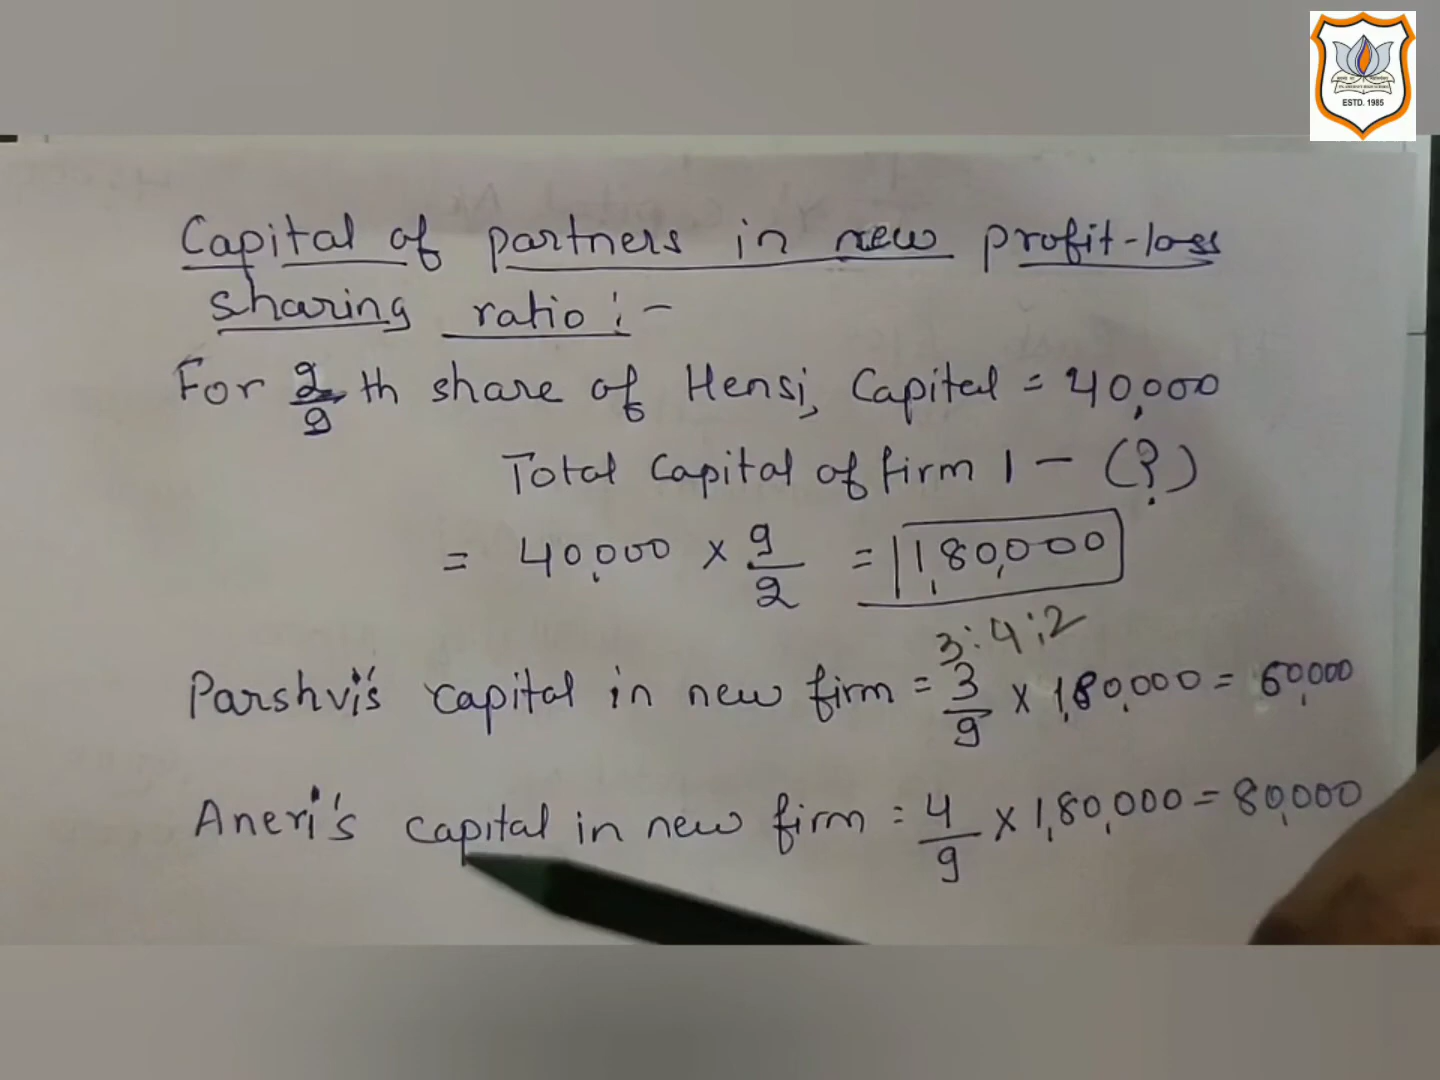 Capital of partners in new profit-loss
sharing ratio :-
For 2/9 th share of Hensi, Capital = 40,000
Total Capital of firm 1 - (?)
= 40,000 × 9/2 = 1,80,000
3:4:2
Parshvi's capital in new firm = 3/9 × 1,80,000 = 60,000
Aneri's capital in new firm = 4/9 × 1,80,000 = 80,000
ESTD. 1985